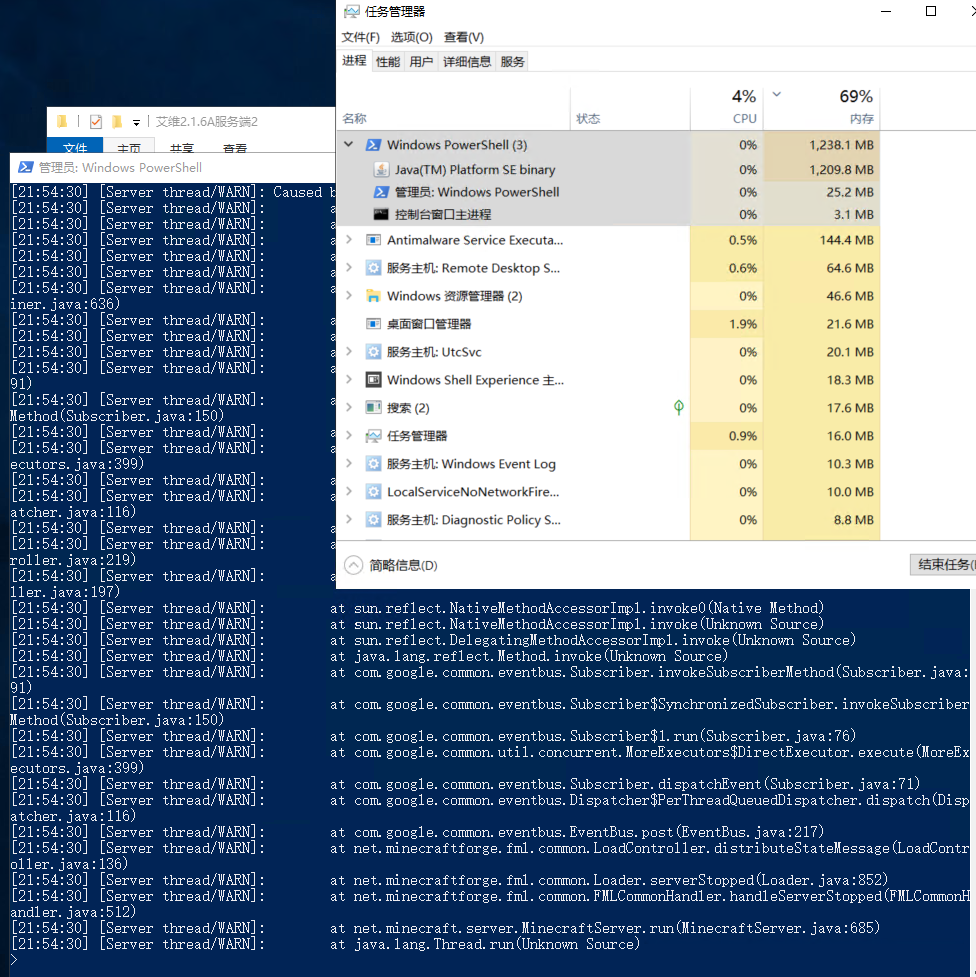 任务管理器
文件(F) 选项(O) 查看(V)
进程 性能 用户 详细信息 服务
4% 69%
名称 状态 CPU 内存
Windows PowerShell (3) 0% 1,238.1 MB
Java(TM) Platform SE binary 0% 1,209.8 MB
管理员: Windows PowerShell 0% 25.2 MB
控制台窗口主进程 0% 3.1 MB
Antimalware Service Executa... 0.5% 144.4 MB
服务主机: Remote Desktop S... 0.6% 64.6 MB
Windows 资源管理器 (2) 0% 46.6 MB
桌面窗口管理器 1.9% 21.6 MB
服务主机: UtcSvc 0% 20.1 MB
Windows Shell Experience 主... 0% 18.3 MB
搜索 (2) 0% 17.6 MB
任务管理器 0.9% 16.0 MB
服务主机: Windows Event Log 0% 10.3 MB
LocalServiceNoNetworkFire... 0% 10.0 MB
服务主机: Diagnostic Policy S... 0% 8.8 MB
简略信息(D) 结束任务(
艾维2.1.6A服务端2
文件 主页 共享 查看
管理员: Windows PowerShell
[21:54:30] [Server thread/WARN]: Caused b
[21:54:30] [Server thread/WARN]: a
[21:54:30] [Server thread/WARN]: a
[21:54:30] [Server thread/WARN]: a
[21:54:30] [Server thread/WARN]: a
[21:54:30] [Server thread/WARN]: a
[21:54:30] [Server thread/WARN]: a
iner.java:636)
[21:54:30] [Server thread/WARN]: a
[21:54:30] [Server thread/WARN]: a
[21:54:30] [Server thread/WARN]: a
[21:54:30] [Server thread/WARN]: a
91)
[21:54:30] [Server thread/WARN]: a
Method(Subscriber.java:150)
[21:54:30] [Server thread/WARN]: a
[21:54:30] [Server thread/WARN]: a
ecutors.java:399)
[21:54:30] [Server thread/WARN]: a
[21:54:30] [Server thread/WARN]: a
atcher.java:116)
[21:54:30] [Server thread/WARN]: a
[21:54:30] [Server thread/WARN]: a
roller.java:219)
[21:54:30] [Server thread/WARN]: a
ller.java:197)
[21:54:30] [Server thread/WARN]: at sun.reflect.NativeMethodAccessorImpl.invoke0(Native Method)
[21:54:30] [Server thread/WARN]: at sun.reflect.NativeMethodAccessorImpl.invoke(Unknown Source)
[21:54:30] [Server thread/WARN]: at sun.reflect.DelegatingMethodAccessorImpl.invoke(Unknown Source)
[21:54:30] [Server thread/WARN]: at java.lang.reflect.Method.invoke(Unknown Source)
[21:54:30] [Server thread/WARN]: at com.google.common.eventbus.Subscriber.invokeSubscriberMethod(Subscriber.java:
91)
[21:54:30] [Server thread/WARN]: at com.google.common.eventbus.Subscriber$SynchronizedSubscriber.invokeSubscriber
Method(Subscriber.java:150)
[21:54:30] [Server thread/WARN]: at com.google.common.eventbus.Subscriber$1.run(Subscriber.java:76)
[21:54:30] [Server thread/WARN]: at com.google.common.util.concurrent.MoreExecutors$DirectExecutor.execute(MoreEx
ecutors.java:399)
[21:54:30] [Server thread/WARN]: at com.google.common.eventbus.Subscriber.dispatchEvent(Subscriber.java:71)
[21:54:30] [Server thread/WARN]: at com.google.common.eventbus.Dispatcher$PerThreadQueuedDispatcher.dispatch(Disp
atcher.java:116)
[21:54:30] [Server thread/WARN]: at com.google.common.eventbus.EventBus.post(EventBus.java:217)
[21:54:30] [Server thread/WARN]: at net.minecraftforge.fml.common.LoadController.distributeStateMessage(LoadContr
oller.java:136)
[21:54:30] [Server thread/WARN]: at net.minecraftforge.fml.common.Loader.serverStopped(Loader.java:852)
[21:54:30] [Server thread/WARN]: at net.minecraftforge.fml.common.FMLCommonHandler.handleServerStopped(FMLCommonH
andler.java:512)
[21:54:30] [Server thread/WARN]: at net.minecraft.server.MinecraftServer.run(MinecraftServer.java:685)
[21:54:30] [Server thread/WARN]: at java.lang.Thread.run(Unknown Source)
>